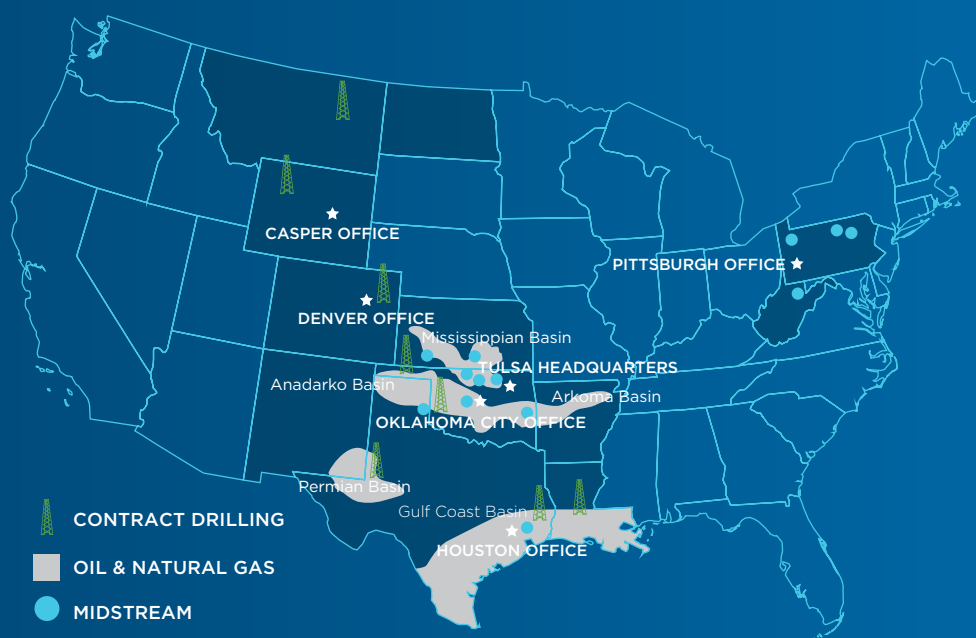 CASPER OFFICE
PITTSBURGH OFFICE
DENVER OFFICE
Mississippian Basin
TULSA HEADQUARTERS
Anadarko Basin
Arkoma Basin
OKLAHOMA CITY OFFICE
Permian Basin
Gulf Coast Basin
HOUSTON OFFICE
CONTRACT DRILLING
OIL & NATURAL GAS
MIDSTREAM